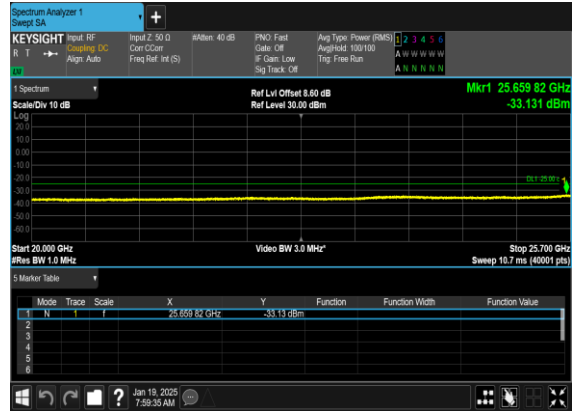 Spectrum Analyzer 1
Swept SA
+
KEYSIGHT Input: RF Input Z: 50 Ω #Atten: 40 dB PNO: Fast Avg Type: Power (RMS) 1 2 3 4 5 6
R T Coupling: DC Corr CCorr Gate: Off Avg|Hold: 100/100 A W W W W W
Align: Auto Freq Ref: Int (S) IF Gain: Low Trig: Free Run
Sig Track: Off A N N N N N
1 Spectrum Ref Lvl Offset 8.60 dB Mkr1 25.659 82 GHz
Scale/Div 10 dB Ref Level 30.00 dBm -33.131 dBm
Log
20.0
10.0
0.00
-10.0
-20.0 DL1 -25.00
-30.0
-40.0
-50.0
-60.0
Start 20.000 GHz Video BW 3.0 MHz* Stop 25.700 GHz
#Res BW 1.0 MHz Sweep 10.7 ms (40001 pts)
5 Marker Table
Mode Trace Scale X Y Function Function Width Function Value
1 N 1 f 25.659 82 GHz -33.13 dBm
2
3
4
5
6
? Jan 19, 2025
7:59:35 AM